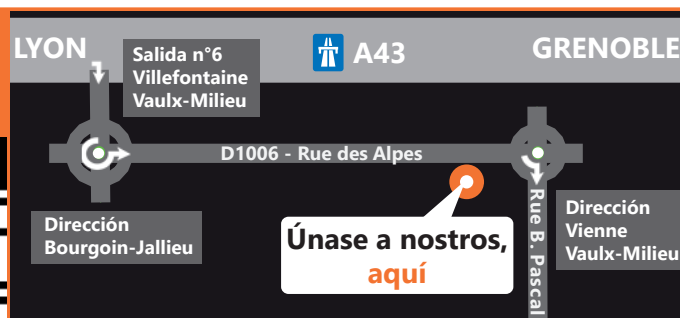 LYON
Salida n°6
Villefontaine
Vaulx-Milieu
A43
GRENOBLE
D1006 - Rue des Alpes
Dirección
Bourgoin-Jallieu
Únase a nostros,
aquí
Rue B. Pascal
Dirección
Vienne
Vaulx-Milieu